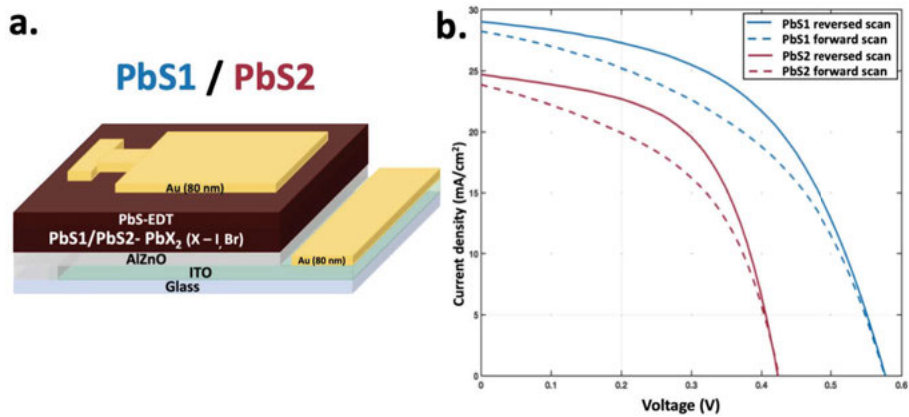 a.
PbS1 / PbS2
Au (80 nm)
PbS-EDT
PbS1/PbS2- PbX₂ (X – I, Br)
AlZnO
Au (80 nm)
ITO
Glass
b.
PbS1 reversed scan
PbS1 forward scan
PbS2 reversed scan
PbS2 forward scan
Current density (mA/cm²)
30
25
20
15
10
5
0
0
0.1
0.2
0.3
0.4
0.5
0.6
Voltage (V)